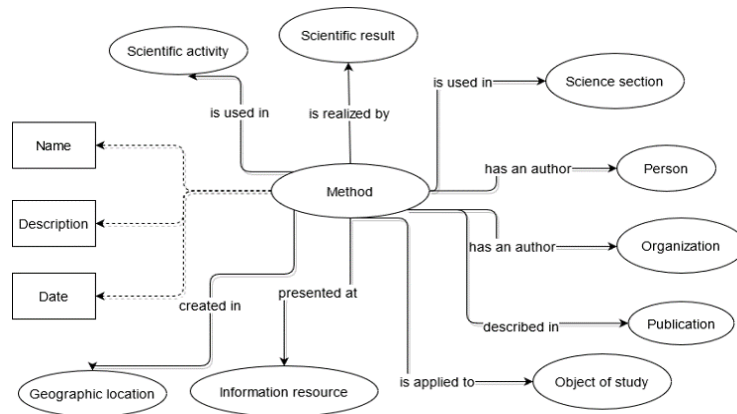 Scientific result
Scientific activity
is used in
is used in
Science section
is realized by
Name
has an author
Person
Method
Description
has an author
Organization
Date
presented at
created in
described in
Publication
Geographic location
Information resource
is applied to
Object of study